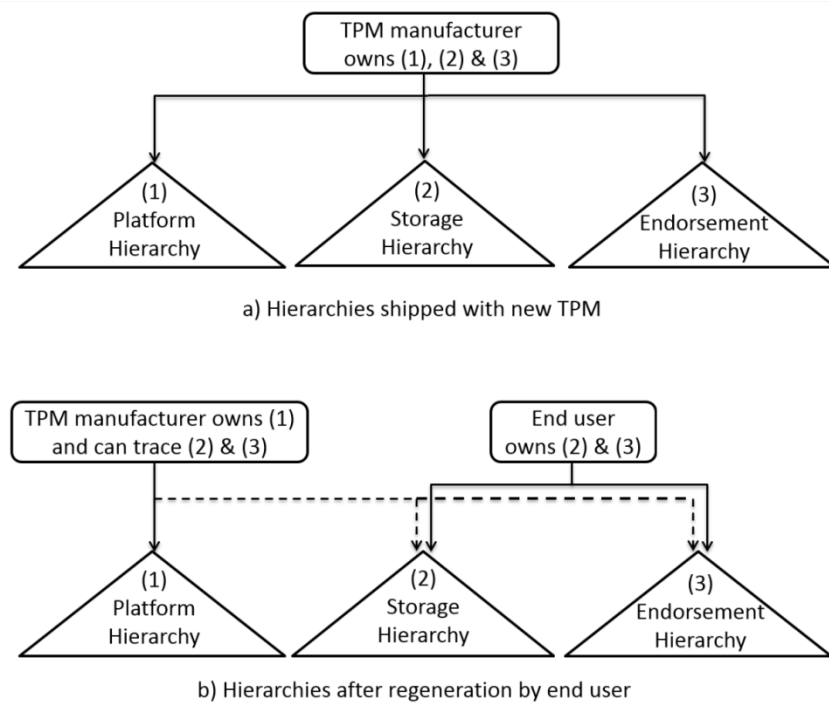 TPM manufacturer
owns (1), (2) & (3)
(1)
Platform
Hierarchy
(2)
Storage
Hierarchy
(3)
Endorsement
Hierarchy
a) Hierarchies shipped with new TPM
TPM manufacturer owns (1)
and can trace (2) & (3)
End user
owns (2) & (3)
(1)
Platform
Hierarchy
(2)
Storage
Hierarchy
(3)
Endorsement
Hierarchy
b) Hierarchies after regeneration by end user